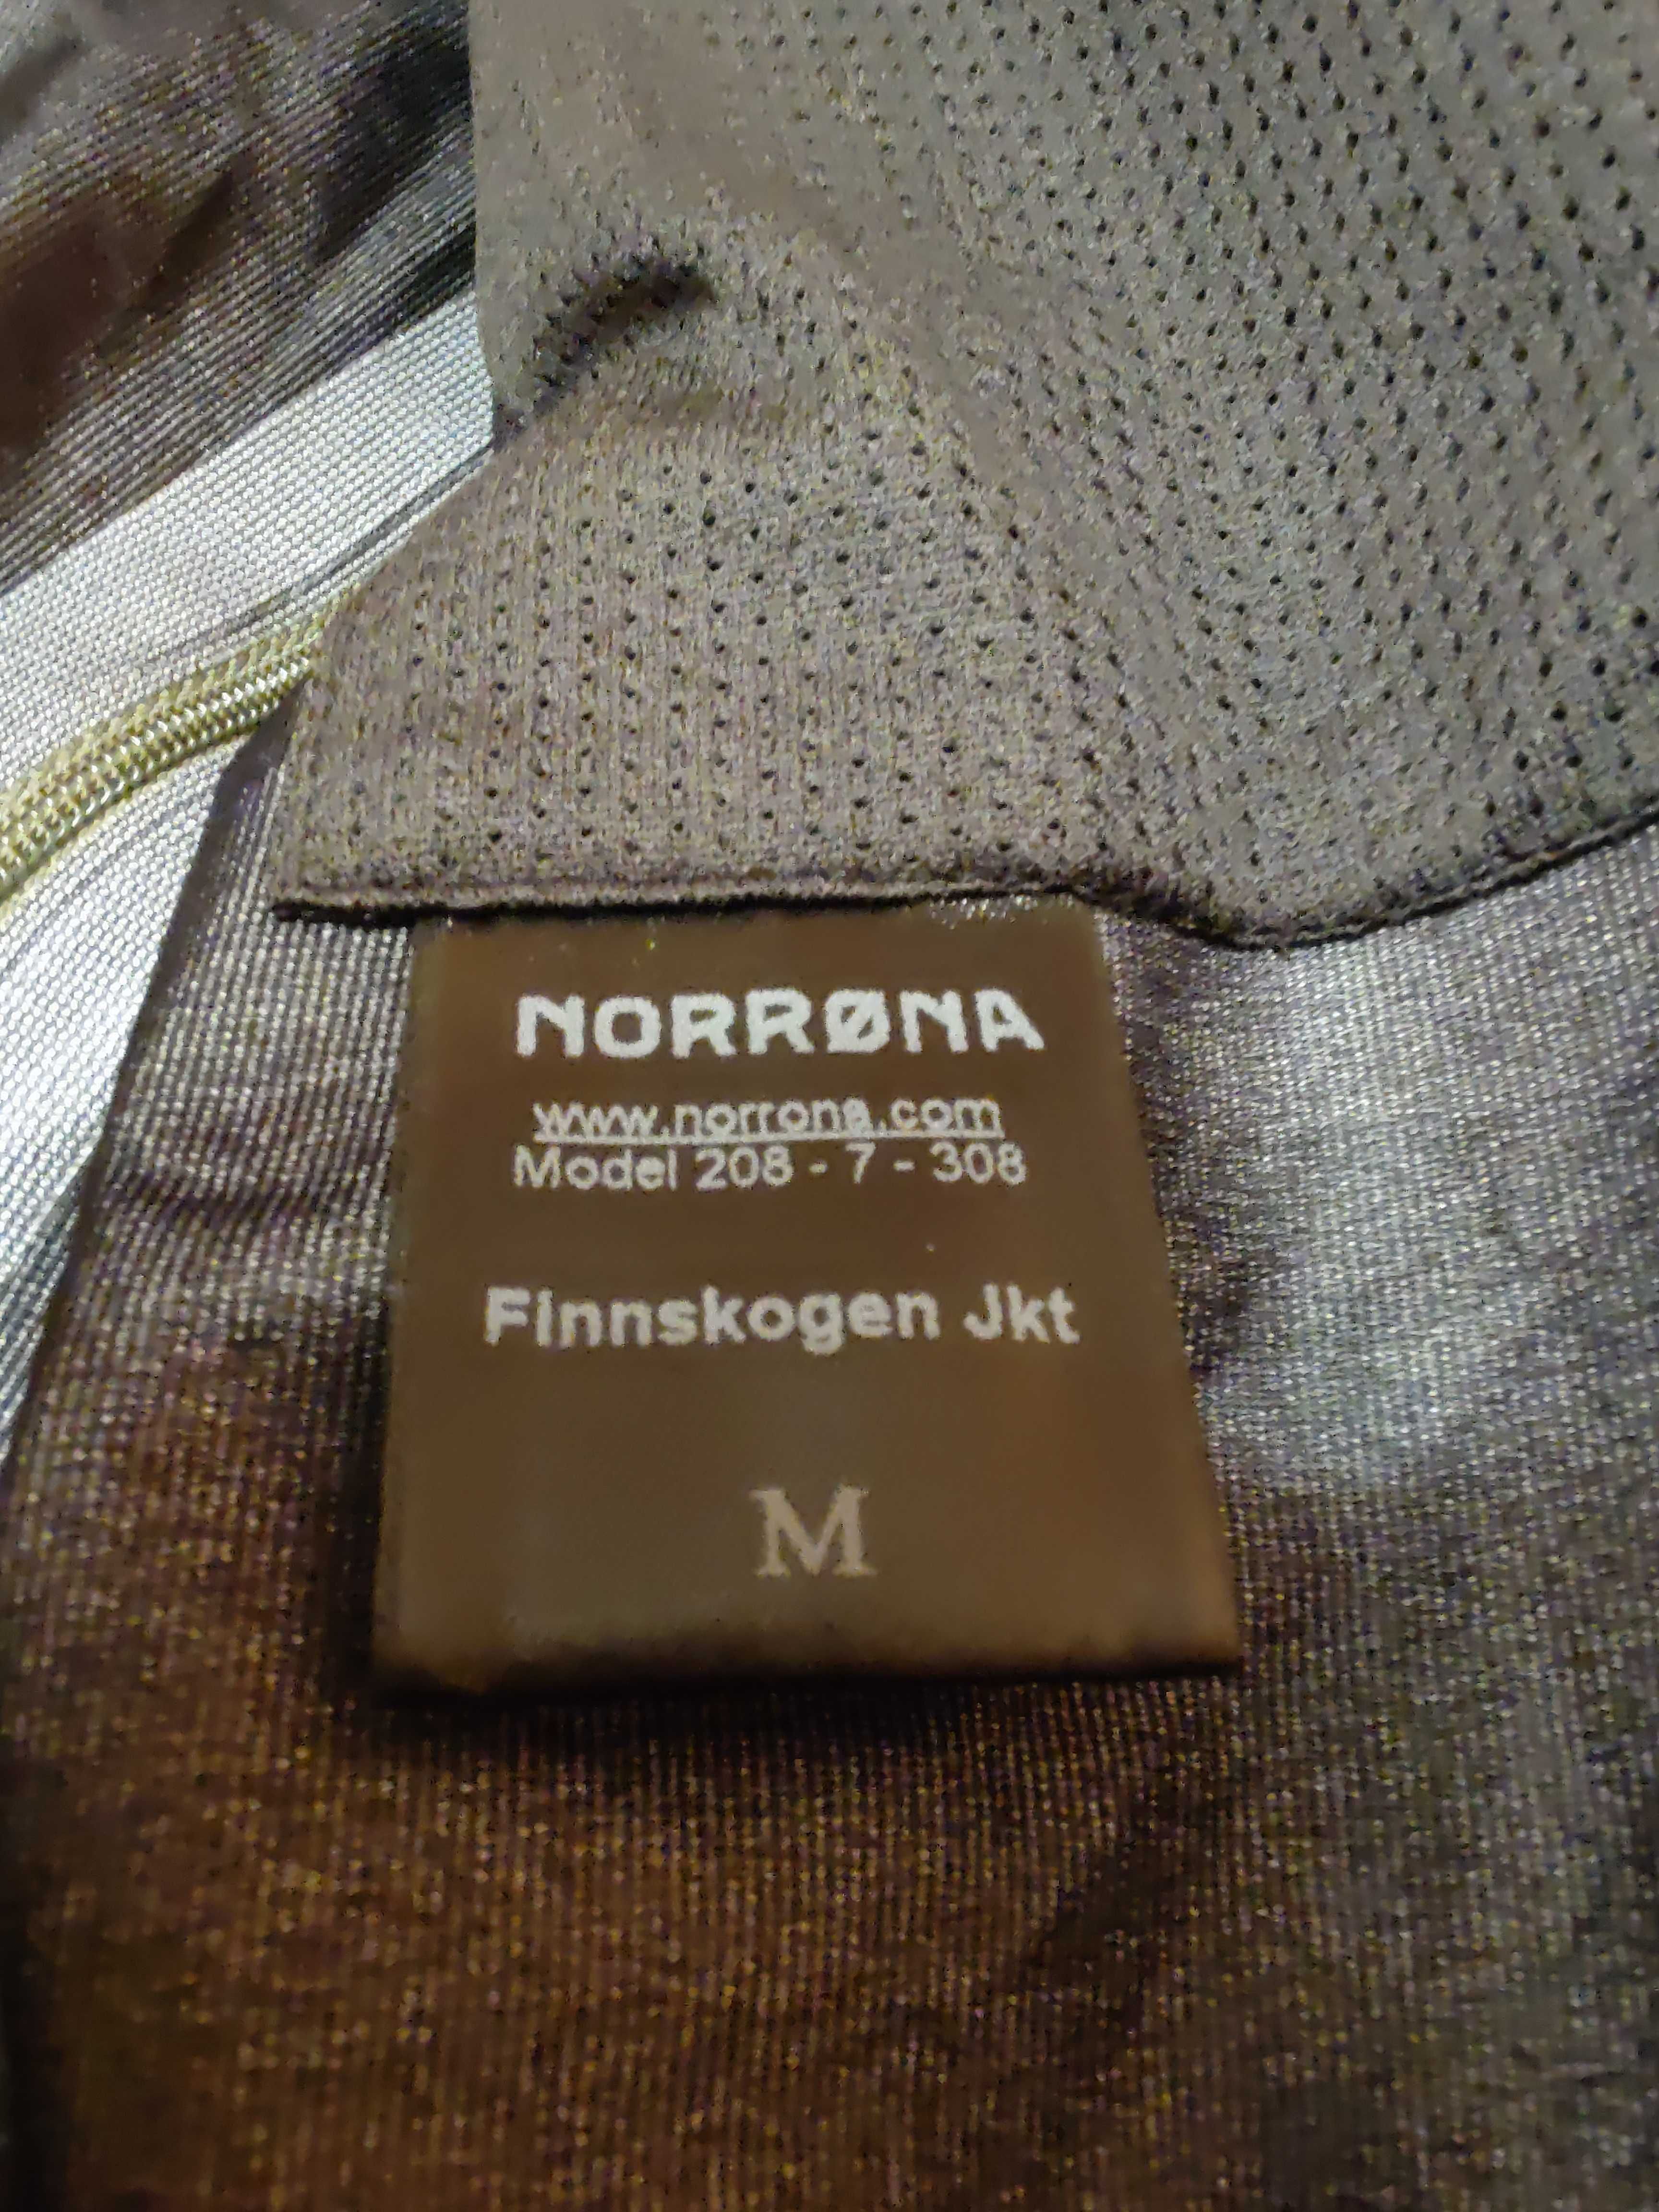 NORRØNA
www.norrona.com
Model 208 - 7 - 308
Finnskogen Jkt
M